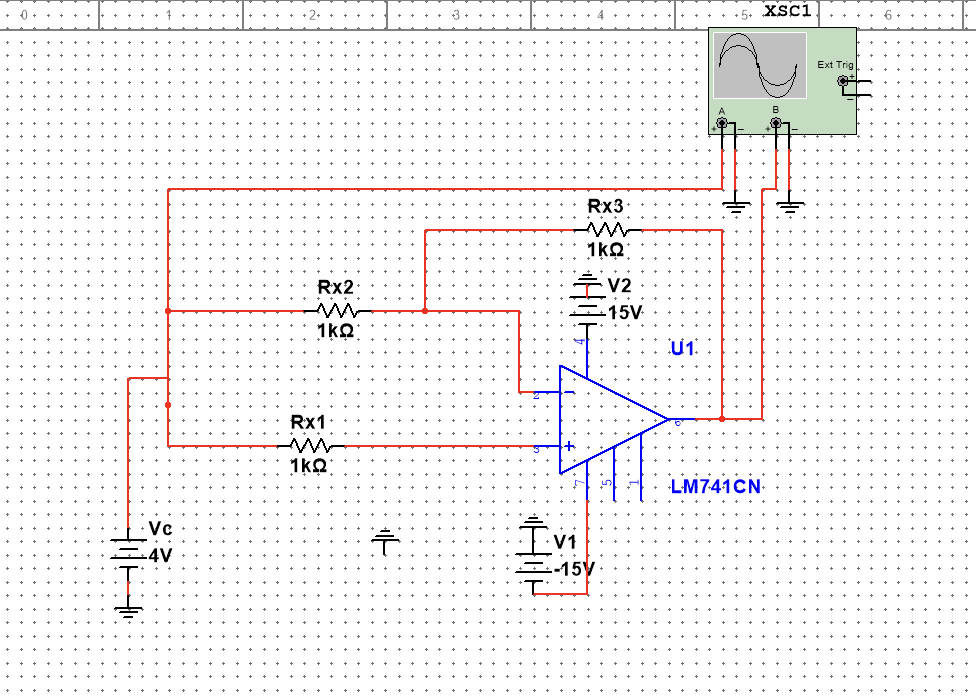 0 1 2 3 4 5 6
XSC1
Ext Trig
+
−
A
B
+ − + −
Rx3
1kΩ
V2
15V
Rx2
1kΩ
4
U1
2
−
6
Rx1
1kΩ
3
+
7 5 1
LM741CN
Vc
4V
V1
-15V